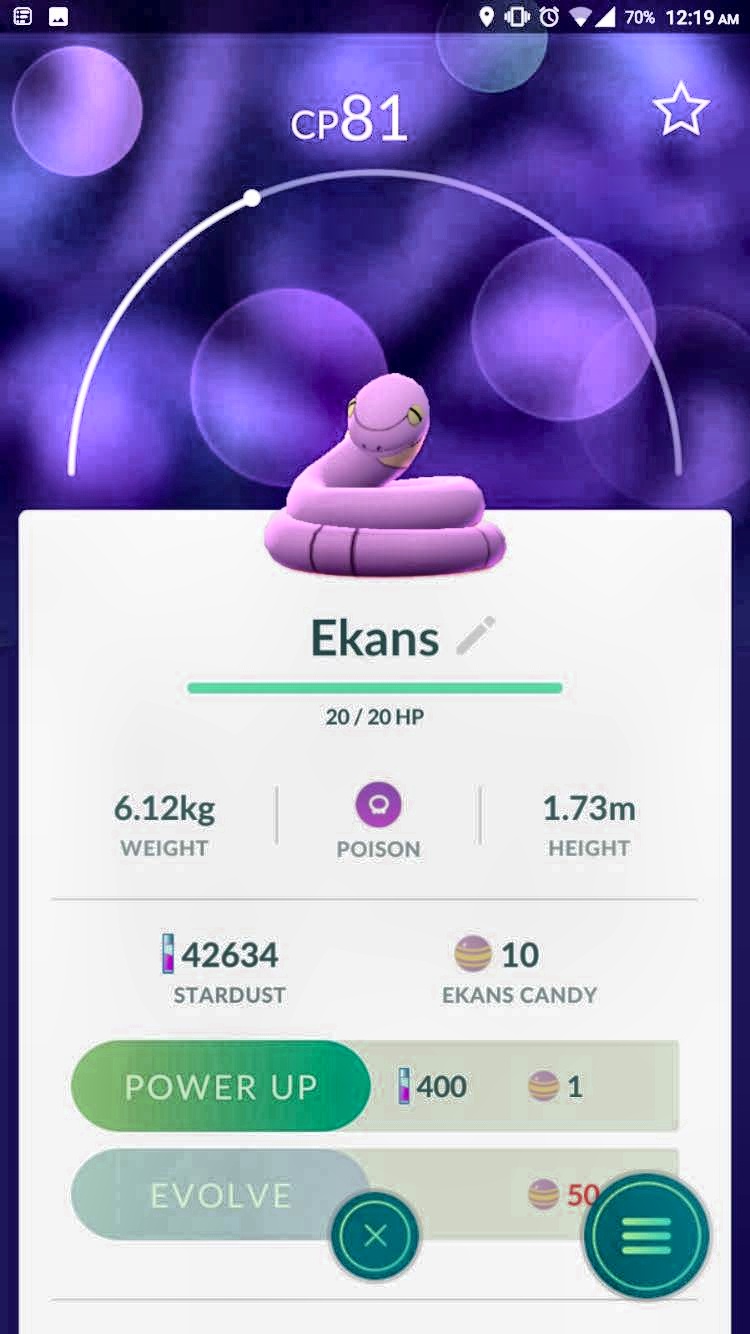 70% 12:19 AM
CP81
Ekans
20 / 20 HP
6.12kg
WEIGHT
POISON
1.73m
HEIGHT
42634
STARDUST
10
EKANS CANDY
POWER UP 400 1
EVOLVE 50